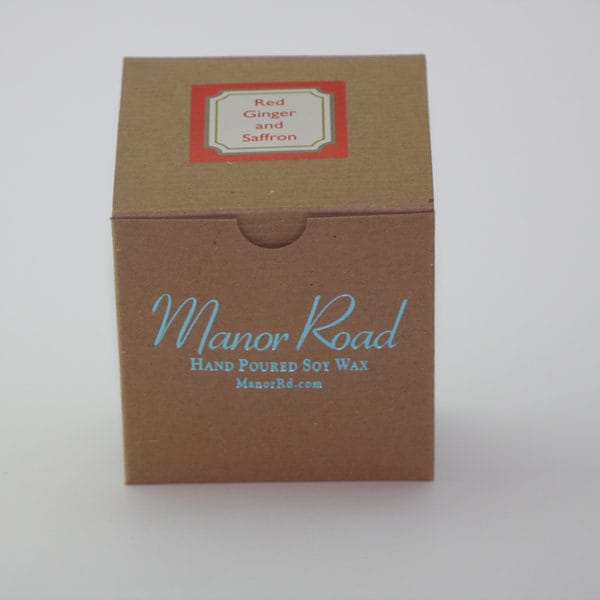 Red
Ginger
and
Saffron
Manor Road
HAND POURED SOY WAX
ManorRd.com